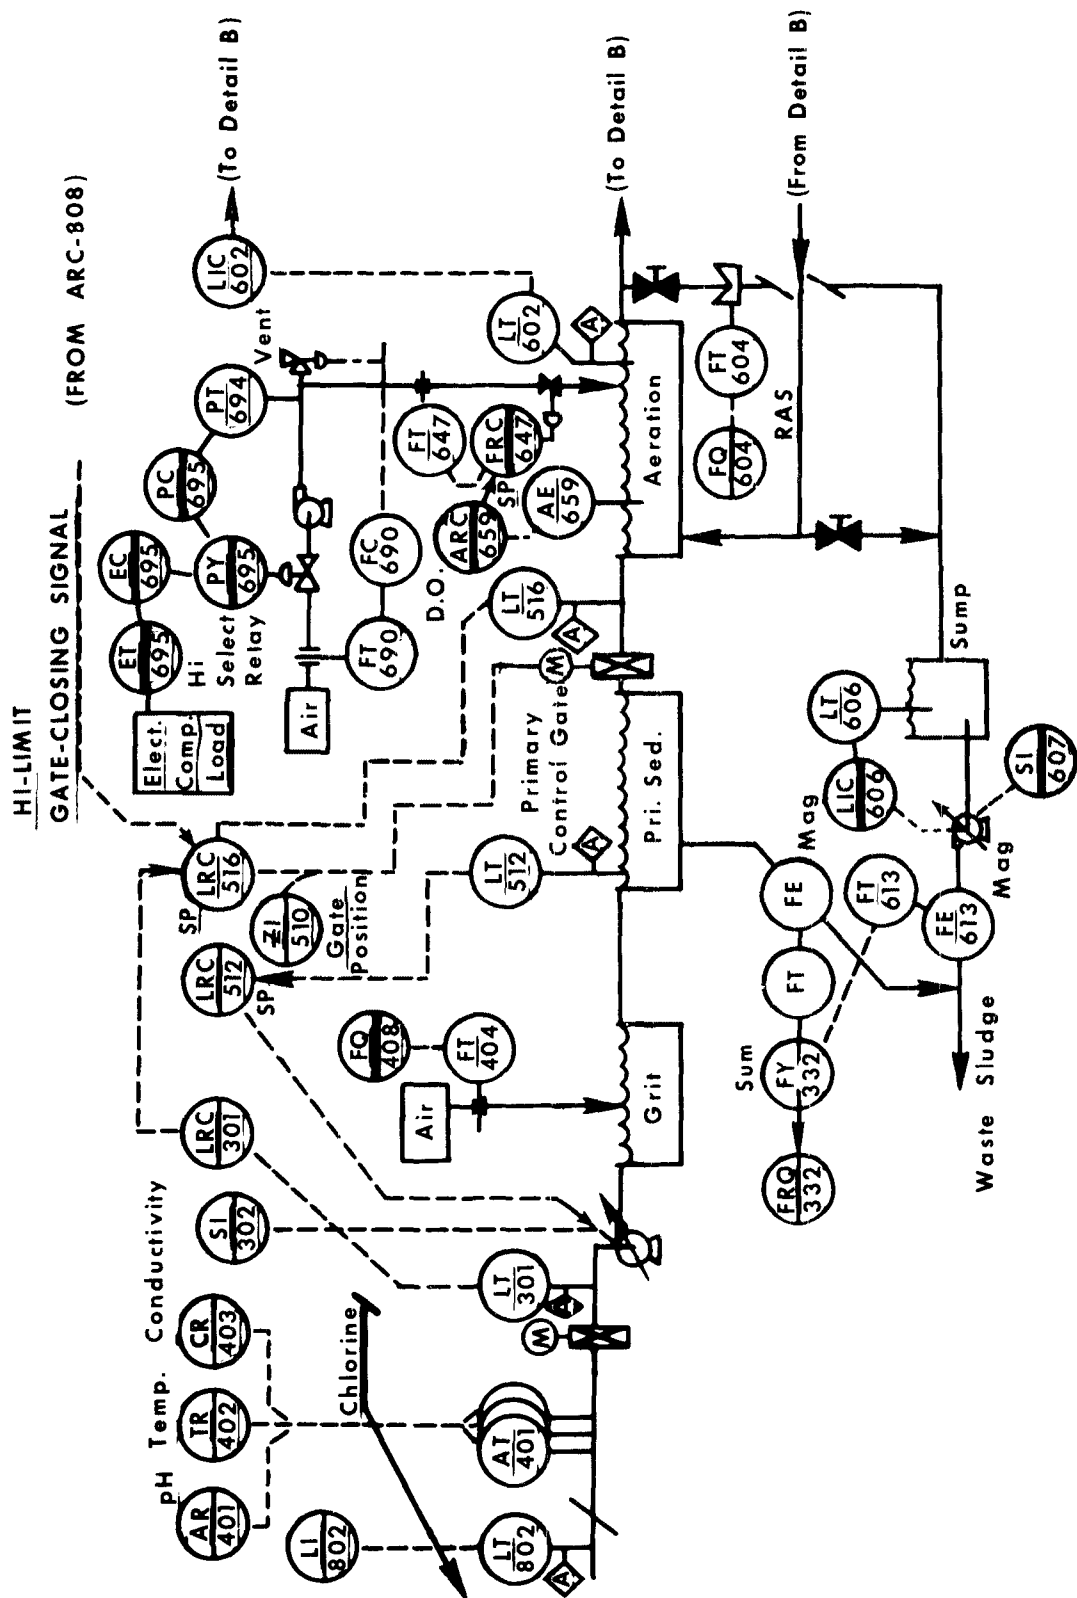 HI-LIMIT
GATE-CLOSING SIGNAL
(FROM ARC-808)
pH
Temp.
Conductivity
AR
401
TR
402
CR
403
SI
302
LRC
301
LRC
512
SP
LRC
516
SP
ZI
510
Gate
Position
Elect.
Comp.
Load
ET
695
EC
695
PC
695
PT
694
PY
695
Hi
Select
Relay
LIC
602
(To Detail B)
Vent
Air
FT
690
FC
690
FT
647
FRC
647
SP
ARC
659
D.O.
AE
659
LT
602
A
LI
802
LT
802
A
Chlorine
AT
401
M
LT
301
A
Air
FQ
408
FT
404
Grit
LT
512
A
Primary
Control Gate
M
LT
516
A
Pri. Sed.
Aeration
(To Detail B)
FQ
604
FT
604
RAS
(From Detail B)
Sum
FRQ
332
FY
332
FT
FE
Mag
FT
613
FE
613
Mag
LIC
606
LT
606
Sump
SI
607
Waste Sludge